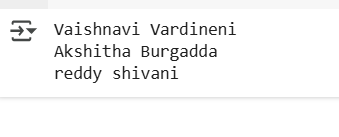 Vaishnavi Vardineni
Akshitha Burgadda
reddy shivani